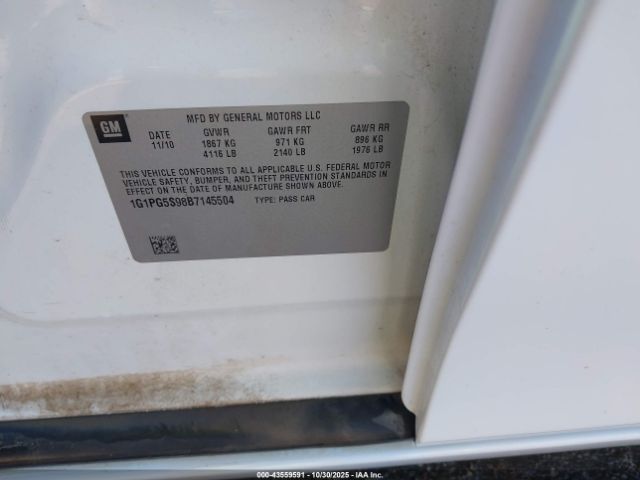 GM
MFD BY GENERAL MOTORS LLC
DATE GVWR GAWR FRT GAWR RR
11/10 1867 KG 971 KG 896 KG
4116 LB 2140 LB 1976 LB
THIS VEHICLE CONFORMS TO ALL APPLICABLE U.S. FEDERAL MOTOR
VEHICLE SAFETY, BUMPER, AND THEFT PREVENTION STANDARDS IN
EFFECT ON THE DATE OF MANUFACTURE SHOWN ABOVE.
1G1PG5S98B7145504 TYPE: PASS CAR
000-43559591 - 10/30/2025 - IAA Inc.